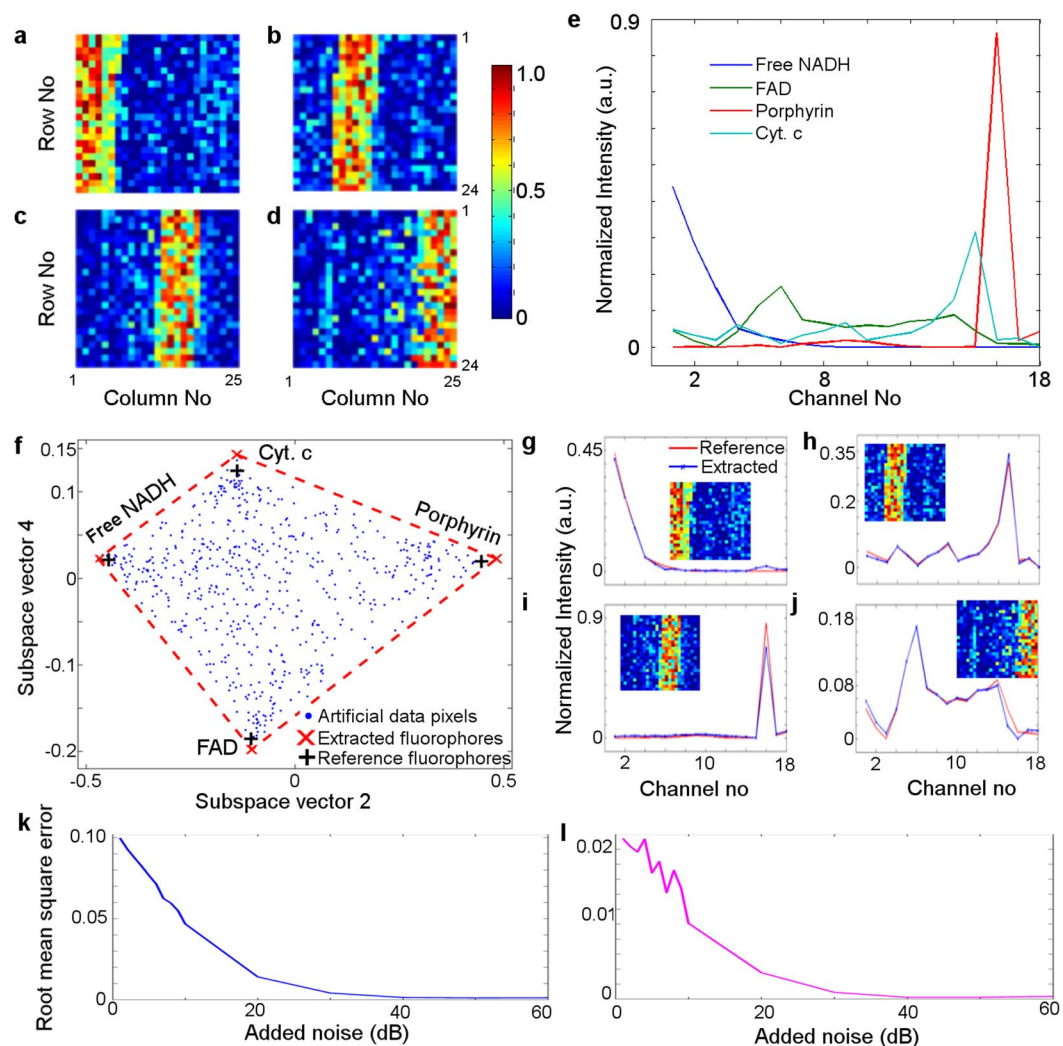 a
b
1
24
Row No
1.0
0.5
0
c
d
1
24
Row No
1
25
1
25
Column No
Column No
e
0.9
0
Normalized Intensity (a.u.)
Free NADH
FAD
Porphyrin
Cyt. c
2
8
18
Channel No
f
0.15
0.1
0
-0.1
-0.2
Subspace vector 4
Free NADH
Cyt. c
Porphyrin
FAD
Artificial data pixels
Extracted fluorophores
Reference fluorophores
-0.5
0
0.5
Subspace vector 2
g
0.45
0
Reference
Extracted
h
0.35
0.2
0
Normalized Intensity (a.u.)
i
0.9
0
2
10
18
Channel no
j
0.18
0.08
0
2
10
18
Channel no
k
0.10
0.05
0
Root mean square error
0
20
40
60
Added noise (dB)
l
0.02
0.01
0
0
20
40
60
Added noise (dB)